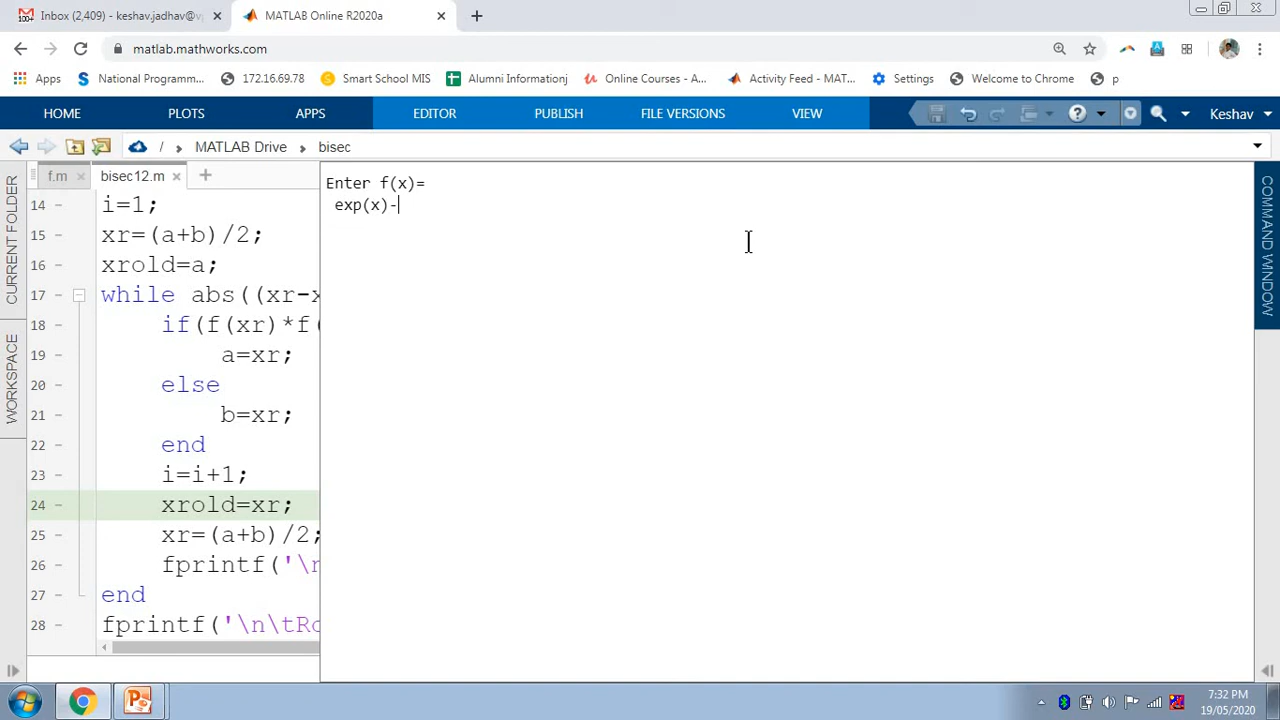 Inbox (2,409) - keshav.jadhav@v
MATLAB Online R2020a
matlab.mathworks.com
Apps
National Programm...
172.16.69.78
Smart School MIS
Alumni Informationj
Online Courses - A...
Activity Feed - MAT...
Settings
Welcome to Chrome
p
HOME
PLOTS
APPS
EDITOR
PUBLISH
FILE VERSIONS
VIEW
Keshav
/ MATLAB Drive bisec
f.m
bisec12.m
CURRENT FOLDER
WORKSPACE
COMMAND WINDOW
14 – i=1;
15 – xr=(a+b)/2;
16 – xrold=a;
17 – while abs((xr-x
18 – if(f(xr)*f(
19 – a=xr;
20 – else
21 – b=xr;
22 – end
23 – i=i+1;
24 – xrold=xr;
25 – xr=(a+b)/2;
26 – fprintf('\n
27 – end
28 – fprintf('\n\tRo
Enter f(x)=
exp(x)-
7:32 PM
19/05/2020